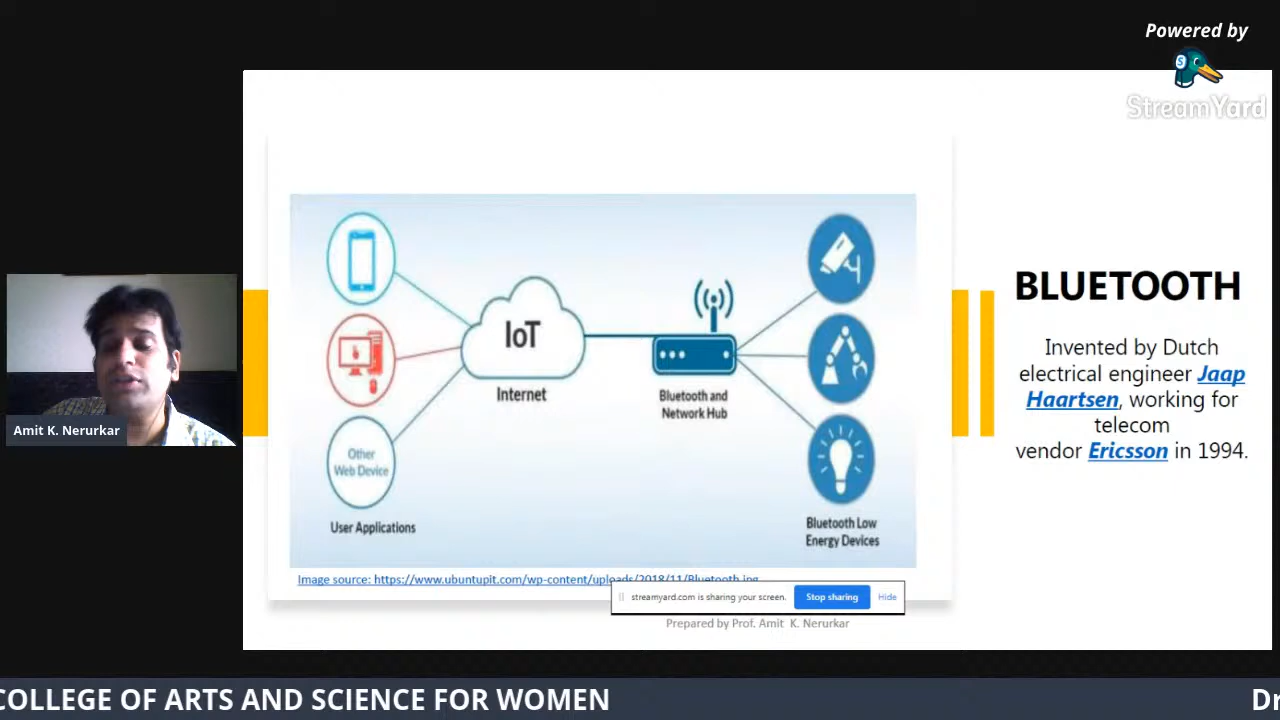 Powered by
StreamYard
IoT
Internet
Bluetooth and
Network Hub
Other
Web Device
User Applications
Bluetooth Low
Energy Devices
BLUETOOTH
Invented by Dutch
electrical engineer Jaap
Haartsen, working for
telecom
vendor Ericsson in 1994.
Amit K. Nerurkar
Image source: https://www.ubuntupit.com/wp-content/uploads/2018/11/Bluetooth.jpg
streamyard.com is sharing your screen.
Stop sharing
Hide
Prepared by Prof. Amit K. Nerurkar
COLLEGE OF ARTS AND SCIENCE FOR WOMEN
Dr